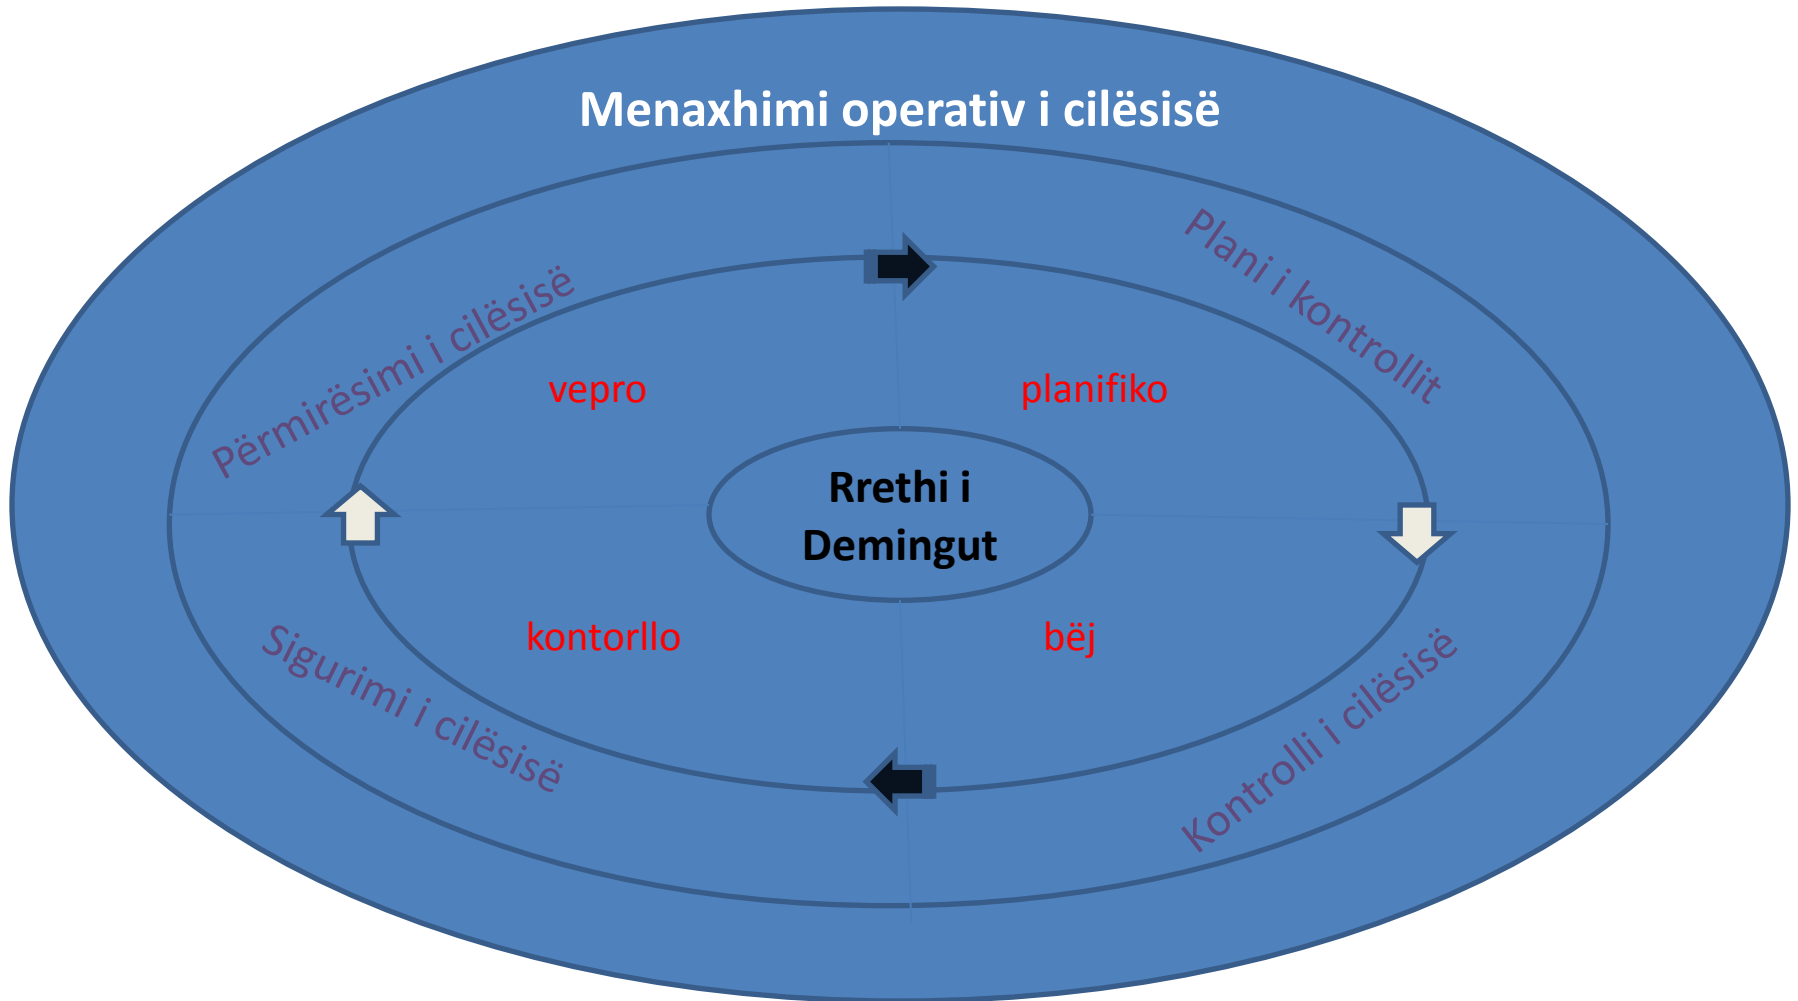 Menaxhimi operativ i cilësisë
Përmirësimi i cilësisë
Plani i kontrollit
vepro
planifiko
Rrethi i
Demingut
kontorllo
bëj
Sigurimi i cilësisë
Kontrolli i cilësisë